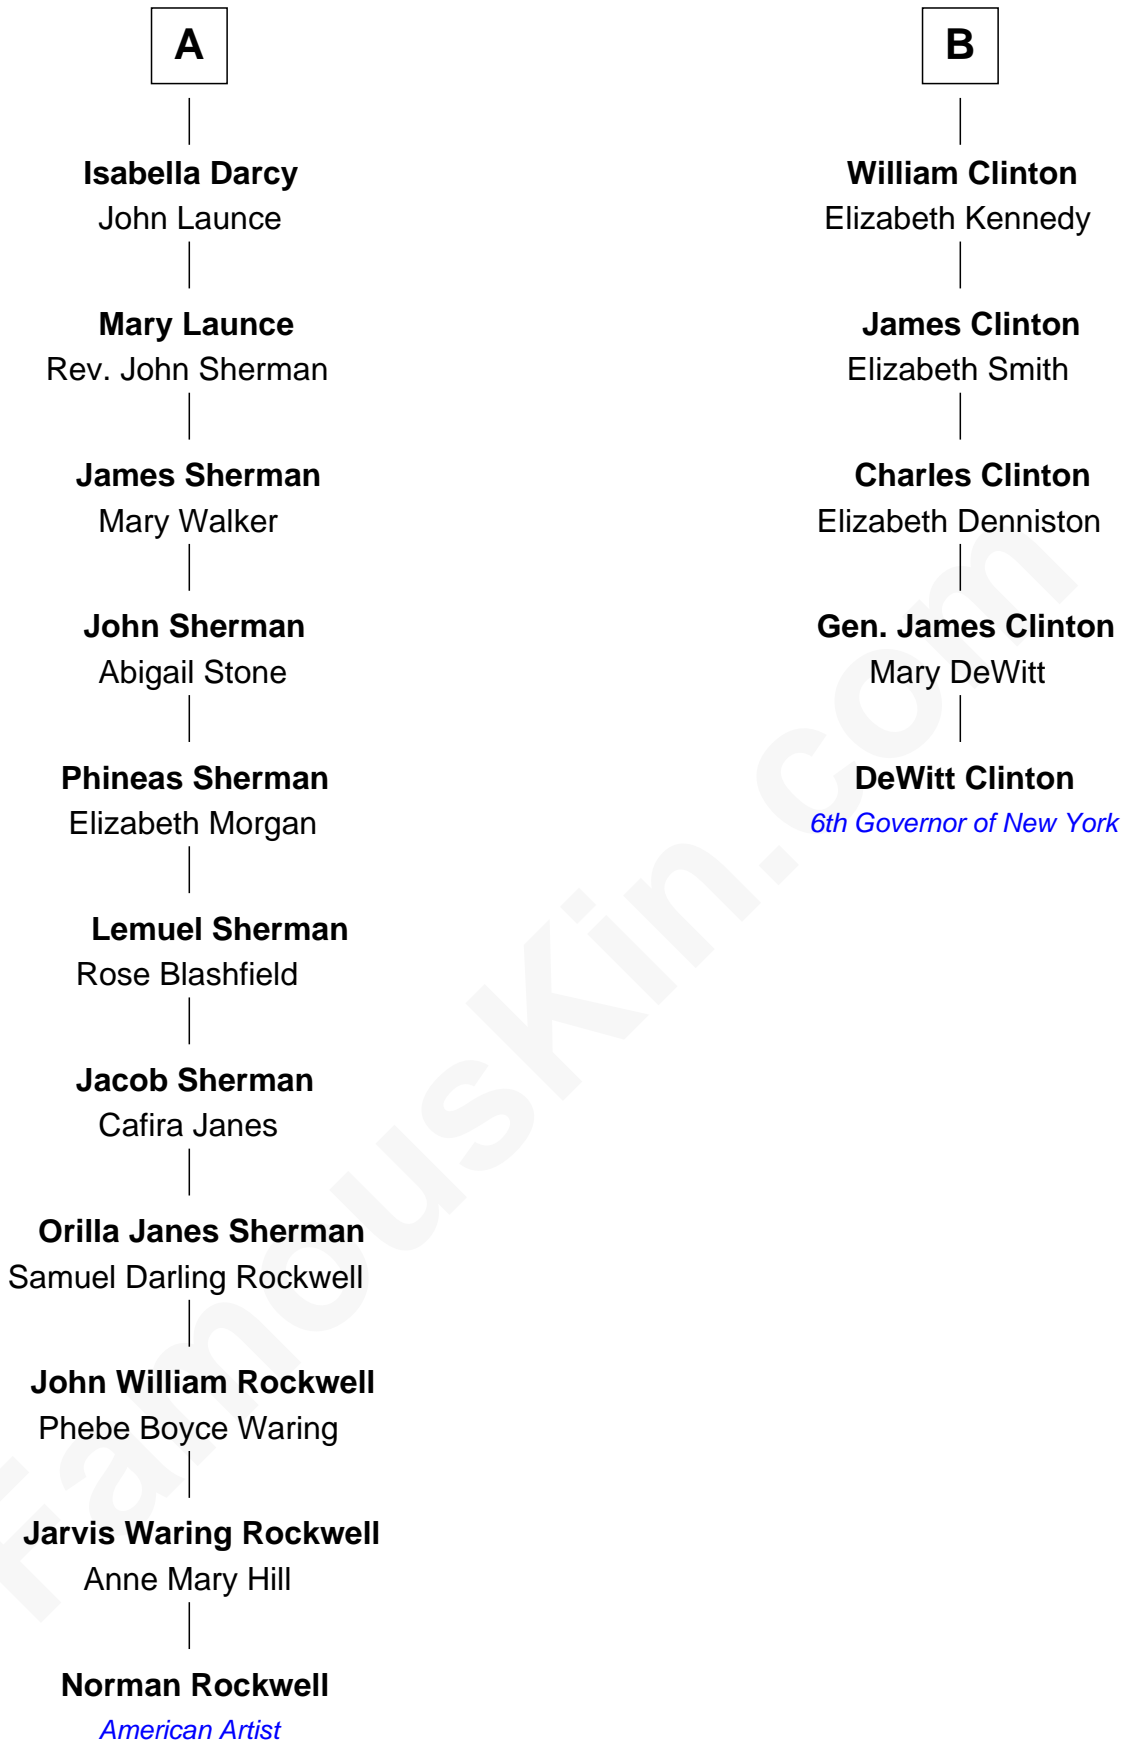 A
Isabella Darcy
John Launce
Mary Launce
Rev. John Sherman
James Sherman
Mary Walker
John Sherman
Abigail Stone
Phineas Sherman
Elizabeth Morgan
Lemuel Sherman
Rose Blashfield
Jacob Sherman
Cafira Janes
Orilla Janes Sherman
Samuel Darling Rockwell
John William Rockwell
Phebe Boyce Waring
Jarvis Waring Rockwell
Anne Mary Hill
Norman Rockwell
American Artist
B
William Clinton
Elizabeth Kennedy
James Clinton
Elizabeth Smith
Charles Clinton
Elizabeth Denniston
Gen. James Clinton
Mary DeWitt
DeWitt Clinton
6th Governor of New York
FamousKin.com